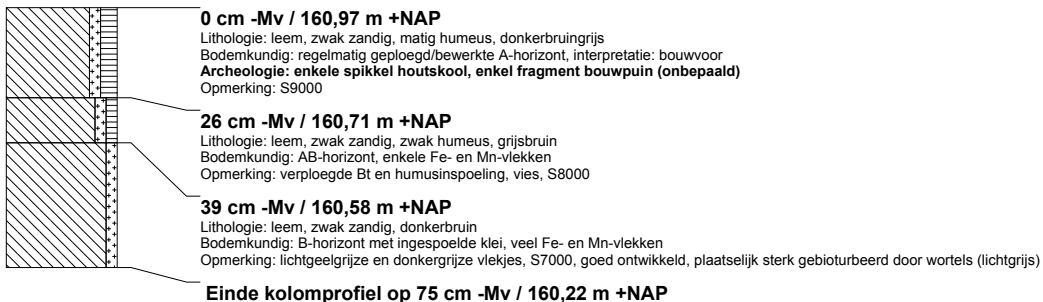 0 cm -Mv / 160,97 m +NAP
Lithologie: leem, zwak zandig, matig humeus, donkerbruingrijs
Bodemkundig: regelmatig geploegd/bewerkte A-horizont, interpretatie: bouwvoor
Archeologie: enkele spikkel houtskool, enkel fragment bouwpuin (onbepaald)
Opmerking: S9000
26 cm -Mv / 160,71 m +NAP
Lithologie: leem, zwak zandig, zwak humeus, grijsbruin
Bodemkundig: AB-horizont, enkele Fe- en Mn-vlekken
Opmerking: verploegde Bt en humusinspoeling, vies, S8000
39 cm -Mv / 160,58 m +NAP
Lithologie: leem, zwak zandig, donkerbruin
Bodemkundig: B-horizont met ingespoelde klei, veel Fe- en Mn-vlekken
Opmerking: lichtgeelgrijze en donkergrijze vlekjes, S7000, goed ontwikkeld, plaatselijk sterk gebioturbeerd door wortels (lichtgrijs)
Einde kolomprofiel op 75 cm -Mv / 160,22 m +NAP